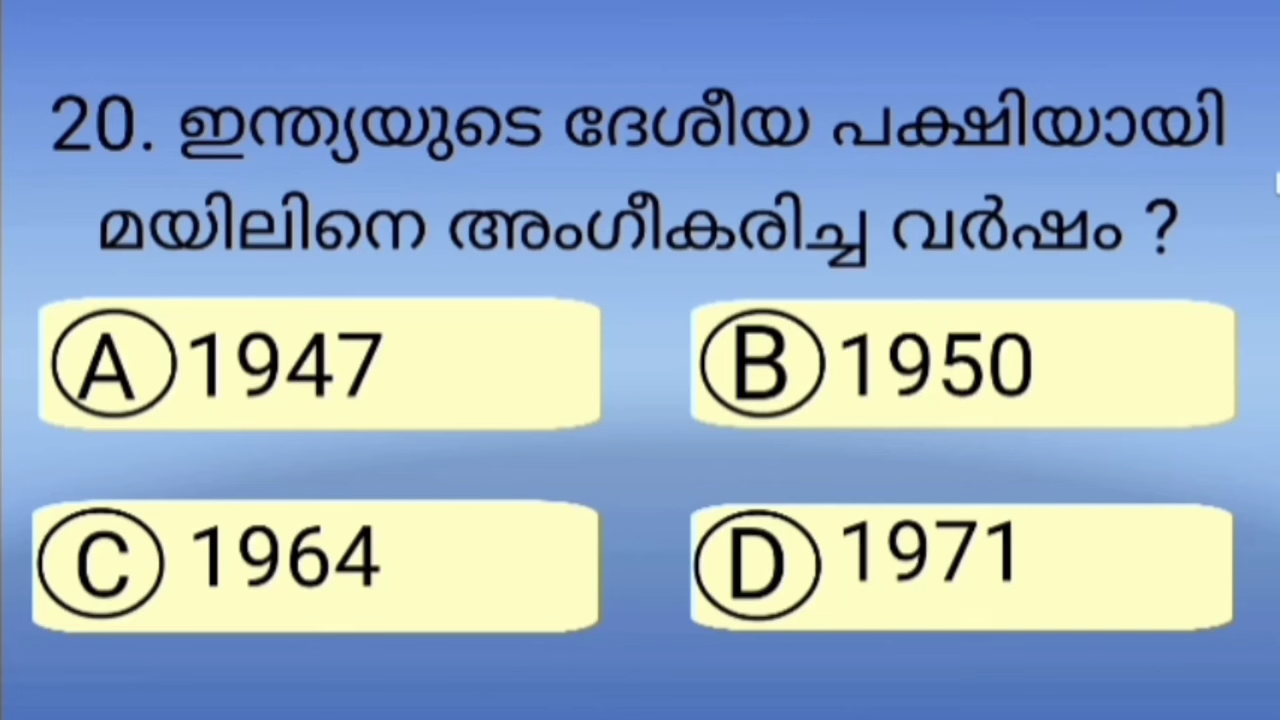 20. ഇന്ത്യയുടെ ദേശീയ പക്ഷിയായി
മയിലിനെ അംഗീകരിച്ച വർഷം ?
A 1947
B 1950
C 1964
D 1971